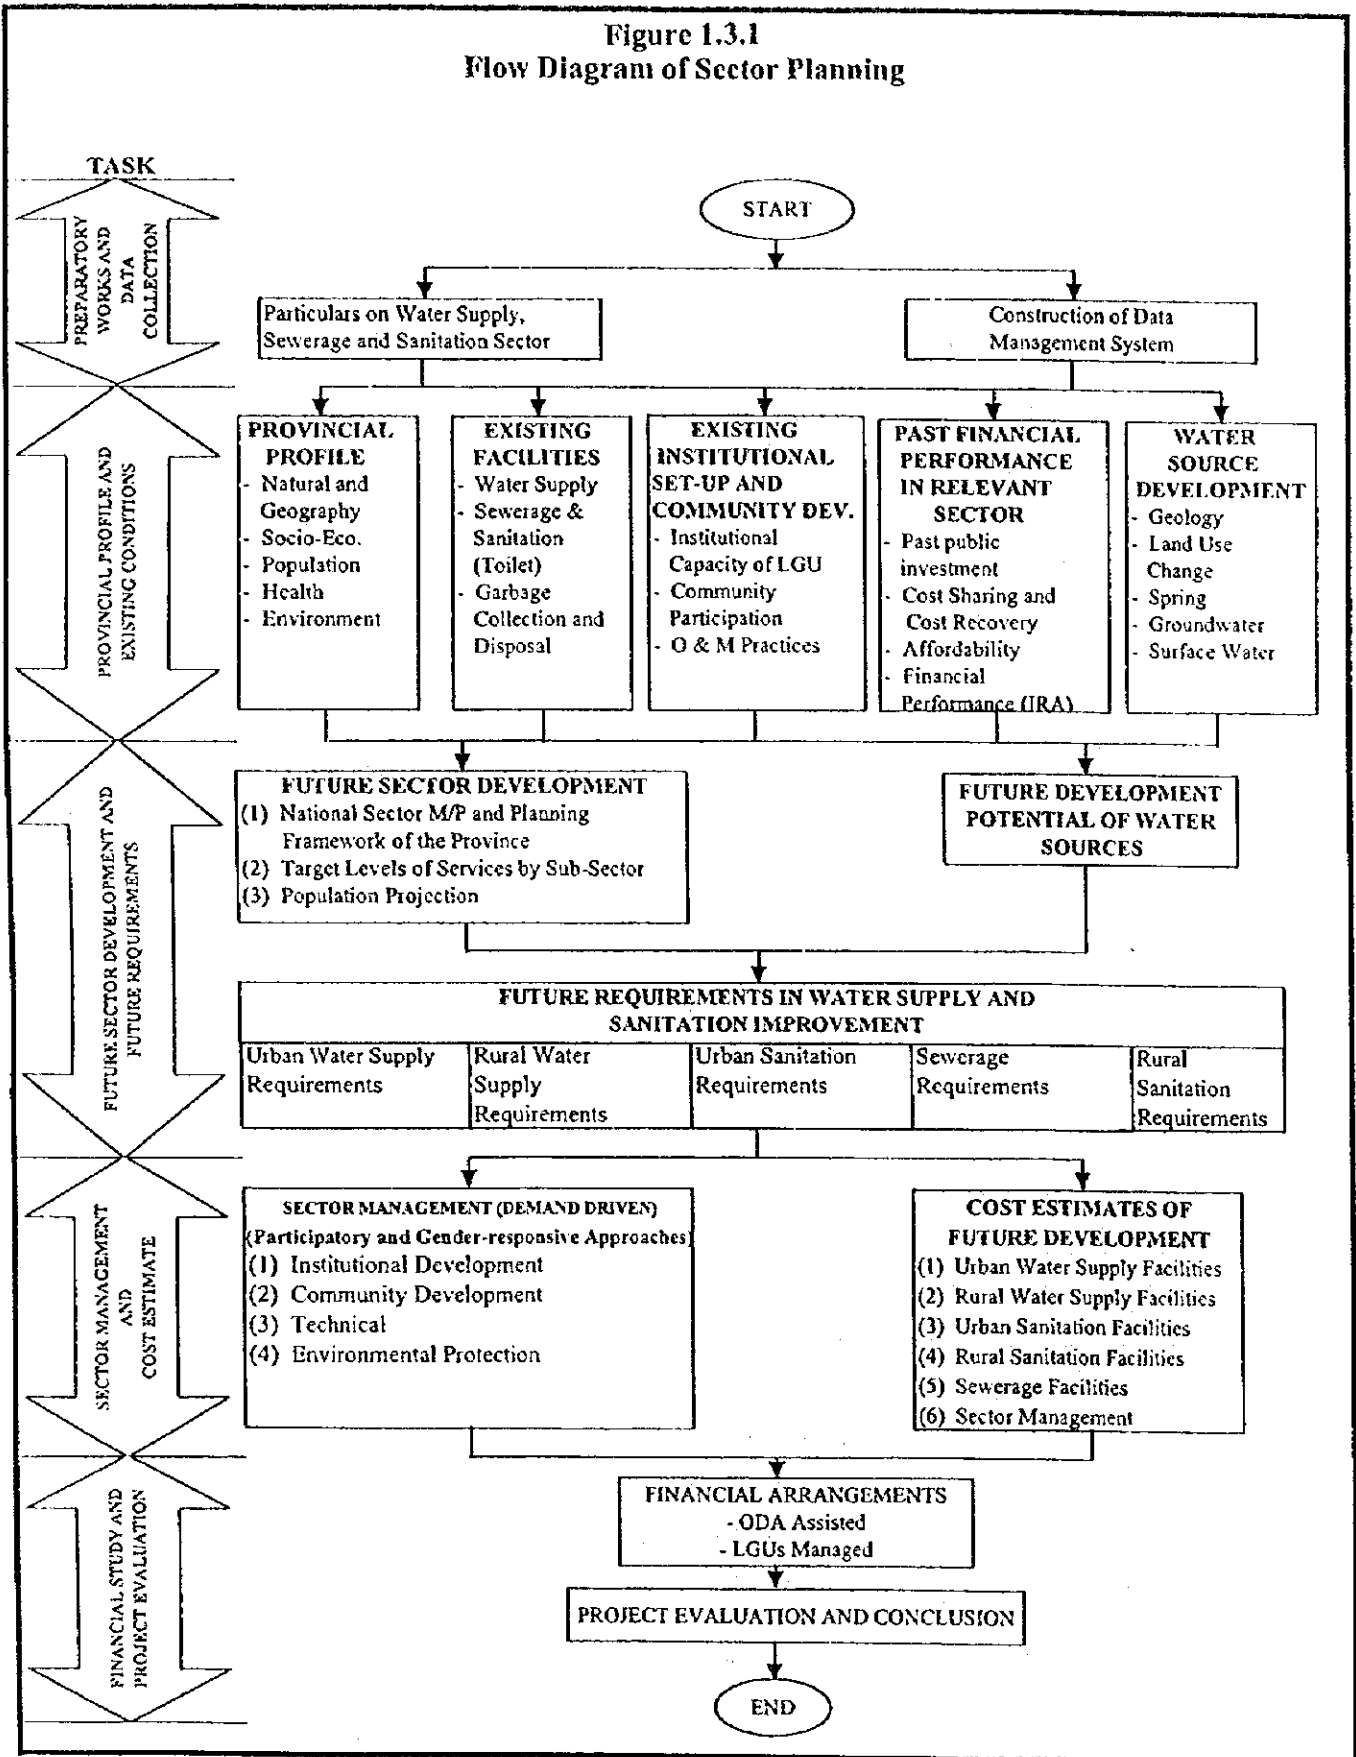 Figure 1.3.1
Flow Diagram of Sector Planning
TASK
PREPARATORY
WORKS AND
DATA
COLLECTION
START
Particulars on Water Supply,
Sewerage and Sanitation Sector
Construction of Data
Management System
PROVINCIAL PROFILE AND
EXISTING CONDITIONS
PROVINCIAL
PROFILE
- Natural and
Geography
- Socio-Eco.
- Population
- Health
- Environment
EXISTING
FACILITIES
- Water Supply
- Sewerage &
Sanitation
(Toilet)
- Garbage
Collection and
Disposal
EXISTING
INSTITUTIONAL
SET-UP AND
COMMUNITY DEV.
- Institutional
Capacity of LGU
- Community
Participation
- O & M Practices
PAST FINANCIAL
PERFORMANCE
IN RELEVANT
SECTOR
- Past public
investment
- Cost Sharing and
Cost Recovery
- Affordability
- Financial
Performance (IRA)
WATER
SOURCE
DEVELOPMENT
- Geology
- Land Use
Change
- Spring
- Groundwater
- Surface Water
FUTURE SECTOR DEVELOPMENT AND
FUTURE REQUIREMENTS
FUTURE SECTOR DEVELOPMENT
(1) National Sector M/P and Planning
Framework of the Province
(2) Target Levels of Services by Sub-Sector
(3) Population Projection
FUTURE DEVELOPMENT
POTENTIAL OF WATER
SOURCES
FUTURE REQUIREMENTS IN WATER SUPPLY AND
SANITATION IMPROVEMENT
Urban Water Supply
Requirements
Rural Water
Supply
Requirements
Urban Sanitation
Requirements
Sewerage
Requirements
Rural
Sanitation
Requirements
SECTOR MANAGEMENT
AND
COST ESTIMATE
SECTOR MANAGEMENT (DEMAND DRIVEN)
(Participatory and Gender-responsive Approaches)
(1) Institutional Development
(2) Community Development
(3) Technical
(4) Environmental Protection
COST ESTIMATES OF
FUTURE DEVELOPMENT
(1) Urban Water Supply Facilities
(2) Rural Water Supply Facilities
(3) Urban Sanitation Facilities
(4) Rural Sanitation Facilities
(5) Sewerage Facilities
(6) Sector Management
FINANCIAL STUDY AND
PROJECT EVALUATION
FINANCIAL ARRANGEMENTS
- ODA Assisted
- LGUs Managed
PROJECT EVALUATION AND CONCLUSION
END